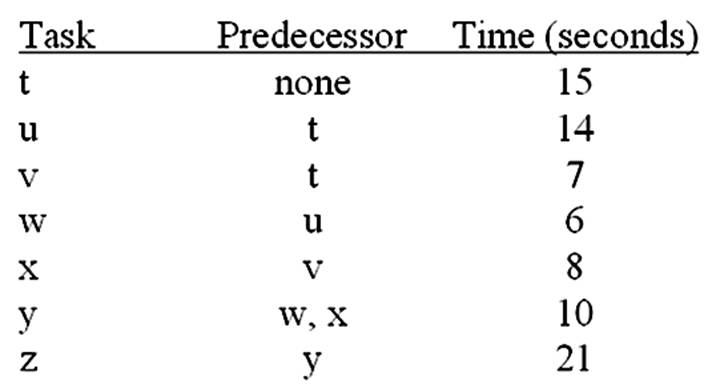 Task Predecessor Time (seconds)
t none 15
u t 14
v t 7
w u 6
x v 8
y w, x 10
z y 21